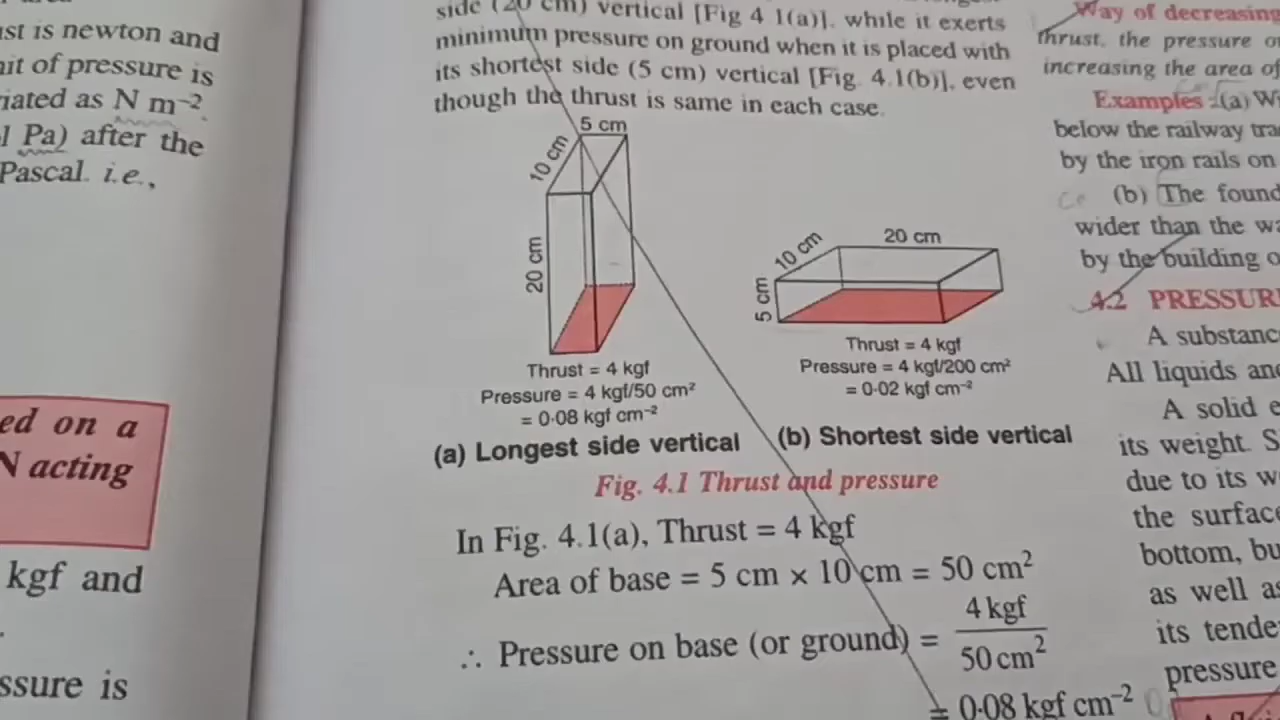 ust is newton and
nit of pressure is
riated as N m⁻².
Pa) after the
Pascal. i.e.,
ed on a
N acting
kgf and
ssure is
side (20 cm) vertical [Fig 4.1(a)], while it exerts
minimum pressure on ground when it is placed with
its shortest side (5 cm) vertical [Fig. 4.1(b)], even
though the thrust is same in each case.
5 cm
10 cm
20 cm
Thrust = 4 kgf
Pressure = 4 kgf/50 cm²
= 0·08 kgf cm⁻²
(a) Longest side vertical
20 cm
10 cm
5 cm
Thrust = 4 kgf
Pressure = 4 kgf/200 cm²
= 0·02 kgf cm⁻²
(b) Shortest side vertical
Fig. 4.1 Thrust and pressure
In Fig. 4.1(a), Thrust = 4 kgf
Area of base = 5 cm × 10 cm = 50 cm²
∴ Pressure on base (or ground) = 4 kgf / 50 cm²
= 0·08 kgf cm⁻²
Way of decreasing
thrust, the pressure o
increasing the area of
Examples : (a) W
below the railway tra
by the iron rails on
(b) The found
wider than the wa
by the building o
4.2 PRESSUR
A substanc
All liquids and
A solid e
its weight. S
due to its w
the surface
bottom, bu
as well as
its tende
pressure